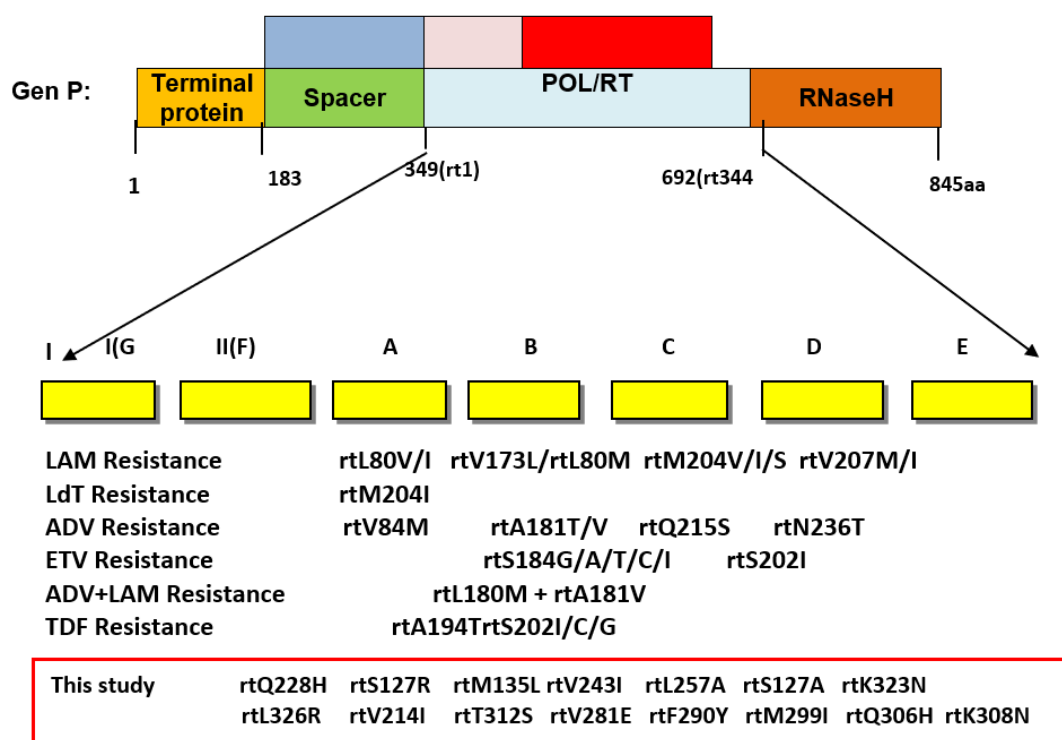 Gen P:
Terminal protein
Spacer
POL/RT
RNaseH
1
183
349(rt1)
692(rt344
845aa
I
I(G
II(F)
A
B
C
D
E
LAM Resistance rtL80V/I rtV173L/rtL80M rtM204V/I/S rtV207M/I
LdT Resistance rtM204I
ADV Resistance rtV84M rtA181T/V rtQ215S rtN236T
ETV Resistance rtS184G/A/T/C/I rtS202I
ADV+LAM Resistance rtL180M + rtA181V
TDF Resistance rtA194TrtS202I/C/G
This study rtQ228H rtS127R rtM135L rtV243I rtL257A rtS127A rtK323N
rtL326R rtV214I rtT312S rtV281E rtF290Y rtM299I rtQ306H rtK308N